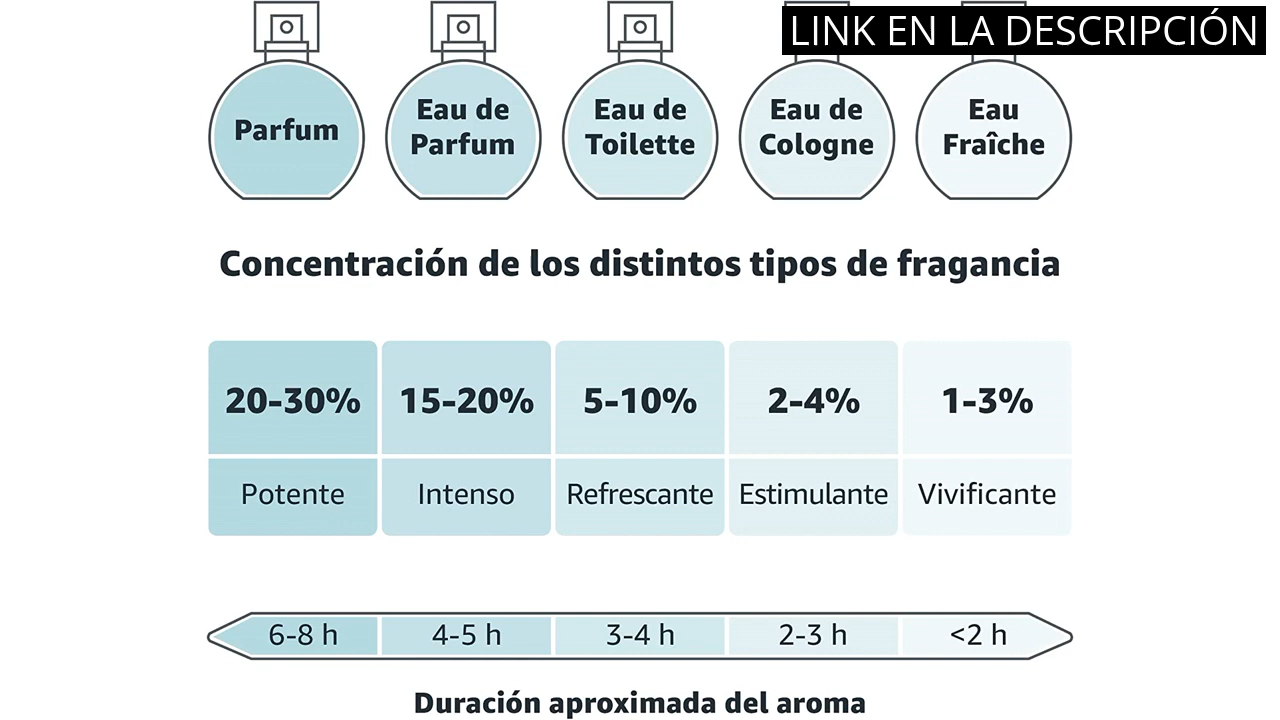 LINK EN LA DESCRIPCIÓN
Parfum
Eau de
Parfum
Eau de
Toilette
Eau de
Cologne
Eau
Fraîche
Concentración de los distintos tipos de fragancia
20-30% 15-20% 5-10% 2-4% 1-3%
Potente Intenso Refrescante Estimulante Vivificante
6-8 h 4-5 h 3-4 h 2-3 h <2 h
Duración aproximada del aroma